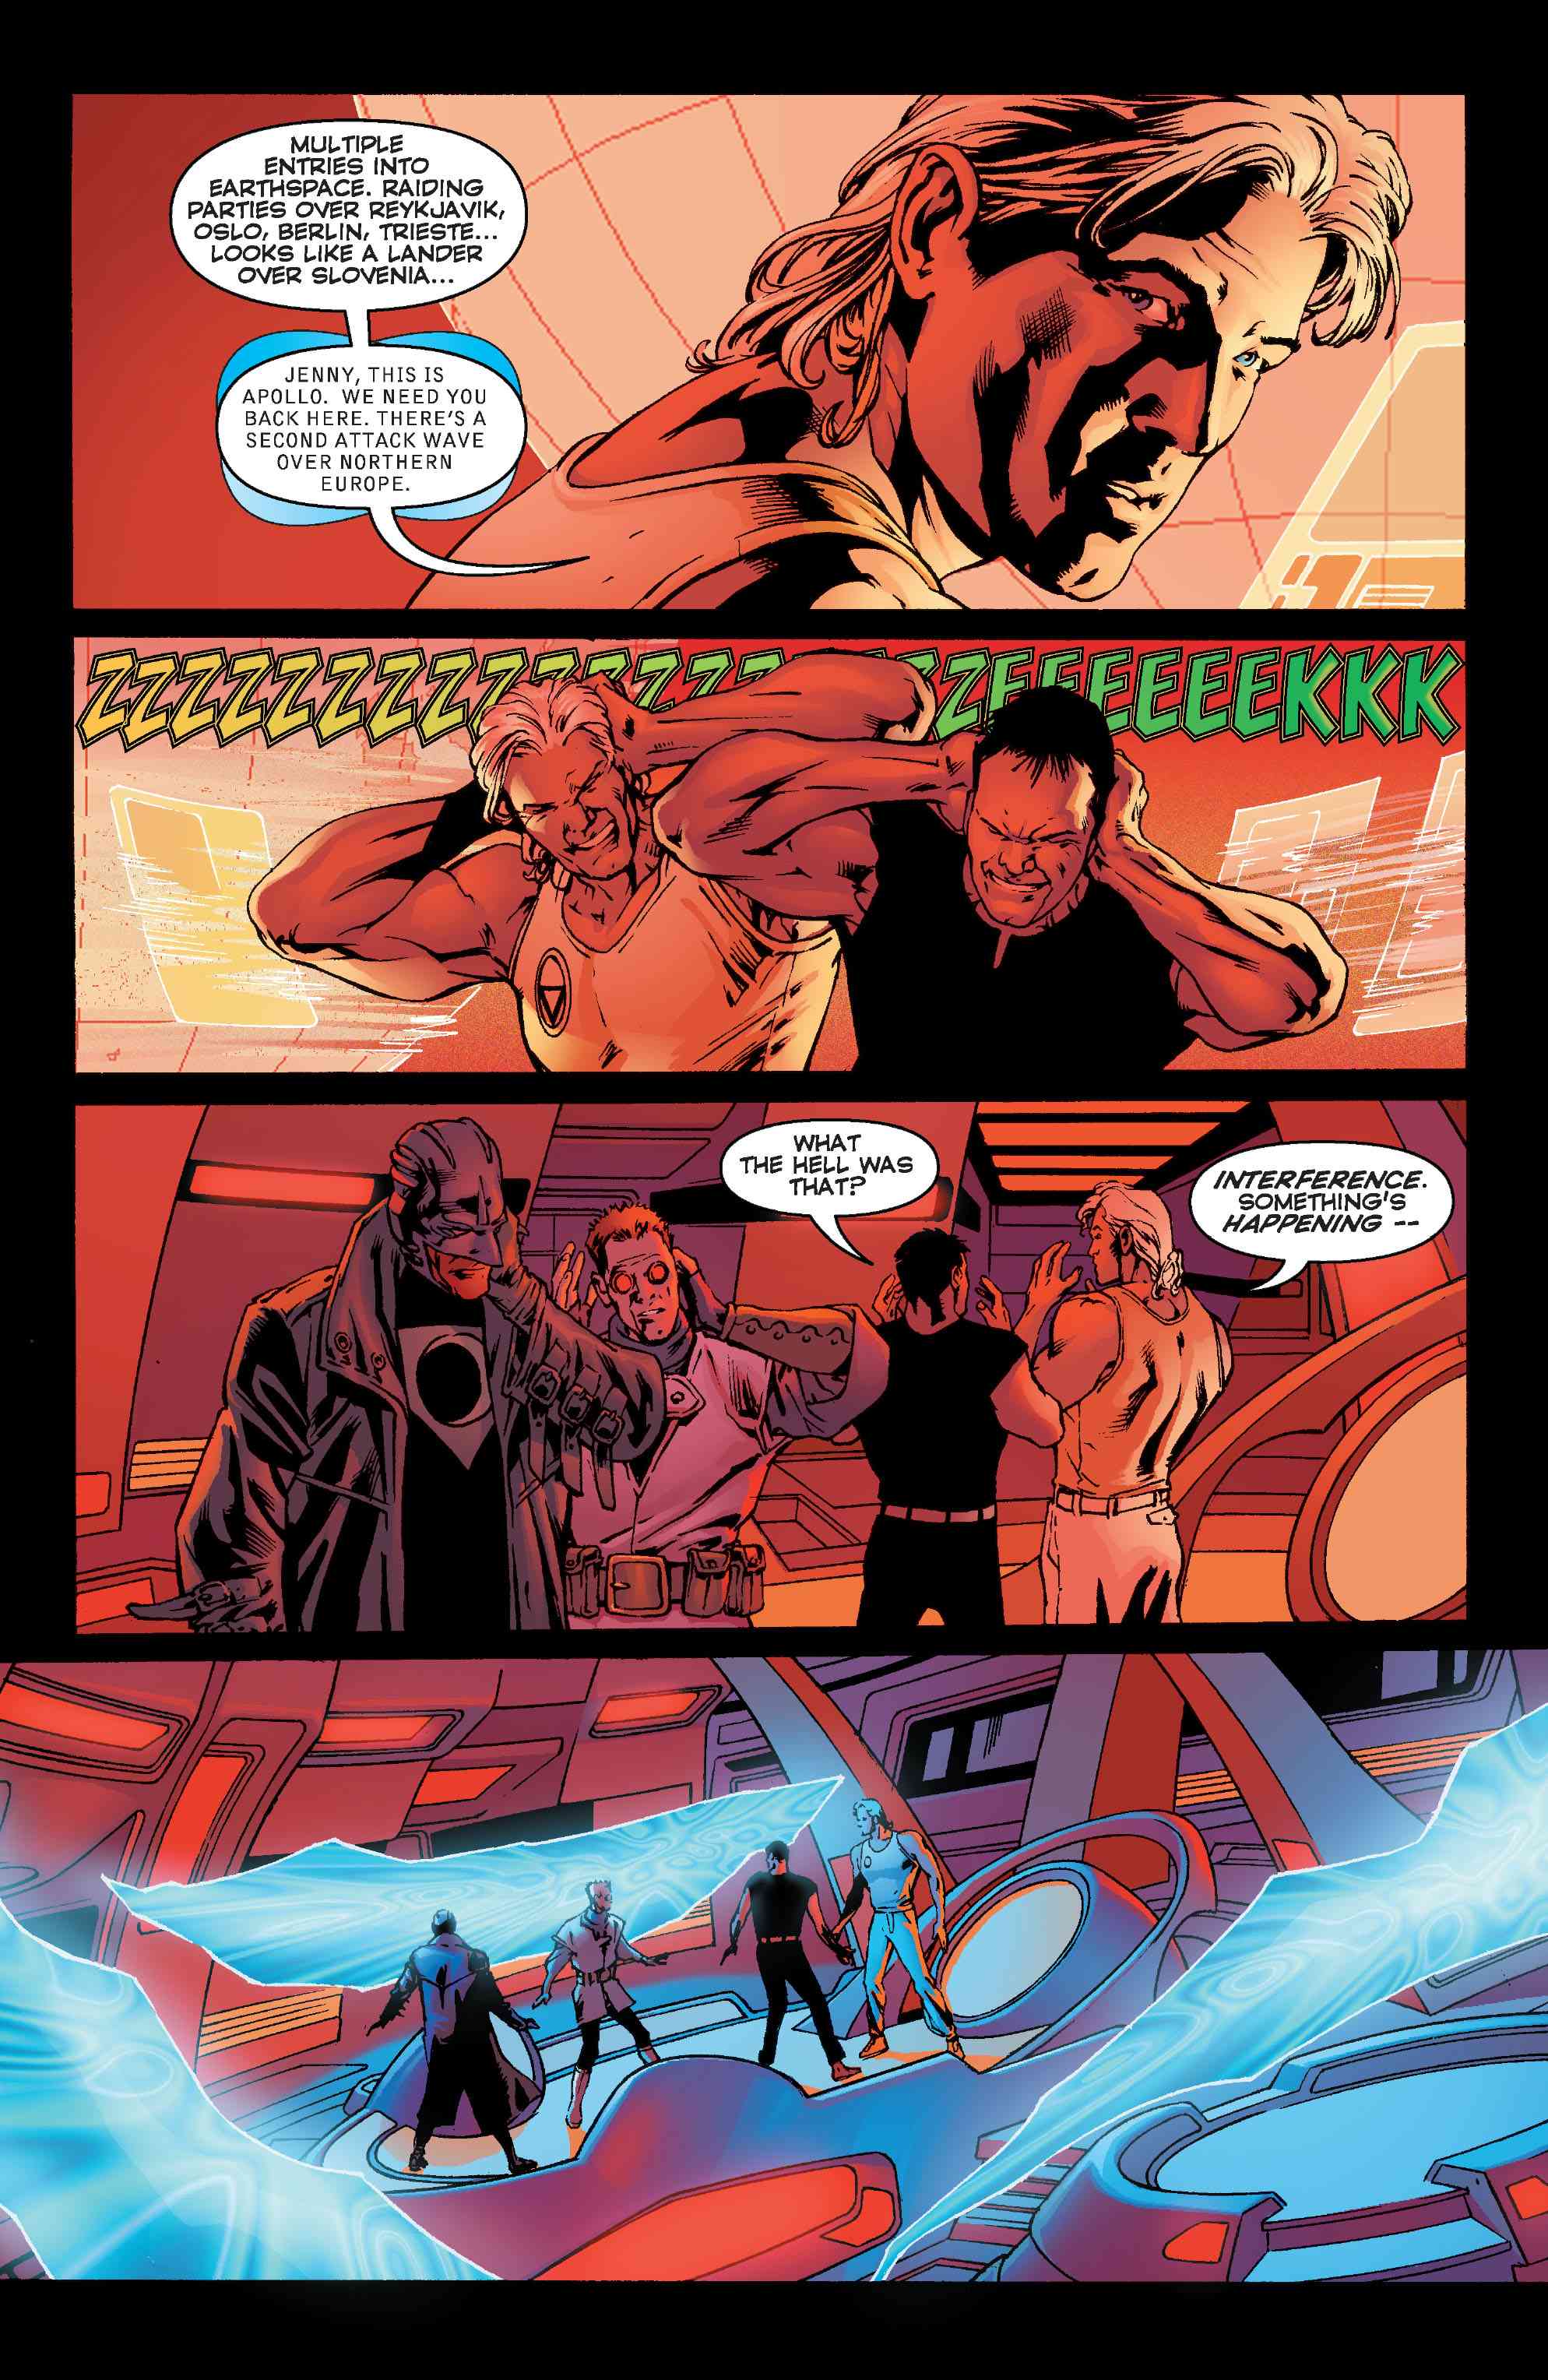 MULTIPLE
ENTRIES INTO
EARTHSPACE. RAIDING
PARTIES OVER REYKJAVIK,
OSLO, BERLIN, TRIESTE...
LOOKS LIKE A LANDER
OVER SLOVENIA...
JENNY, THIS IS
APOLLO. WE NEED YOU
BACK HERE. THERE'S A
SECOND ATTACK WAVE
OVER NORTHERN
EUROPE.
ZZZZZZZZZZZZZZZZZZZZEEEEEEEKKK
WHAT
THE HELL WAS
THAT?
INTERFERENCE.
SOMETHING'S
HAPPENING --